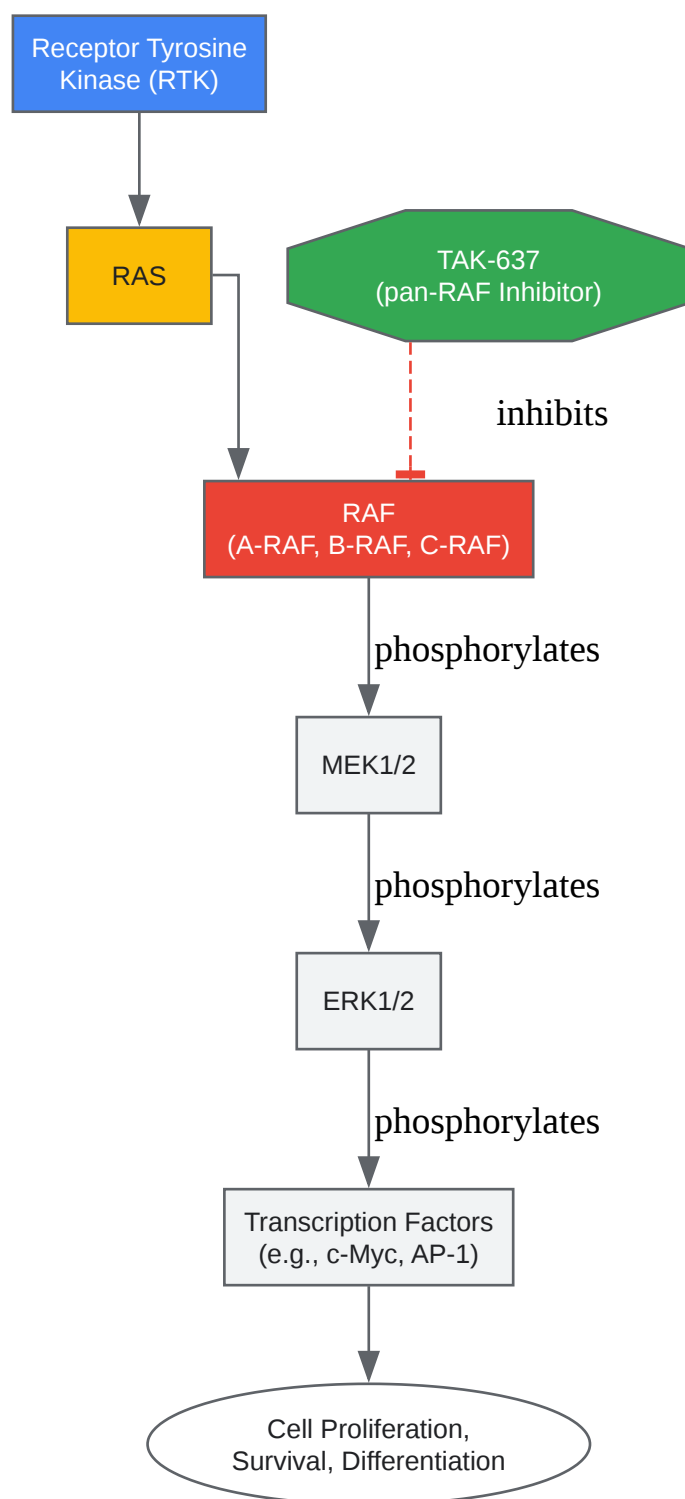 Receptor Tyrosine
Kinase (RTK)
RAS
TAK-637
(pan-RAF Inhibitor)
inhibits
RAF
(A-RAF, B-RAF, C-RAF)
phosphorylates
MEK1/2
phosphorylates
ERK1/2
phosphorylates
Transcription Factors
(e.g., c-Myc, AP-1)
Cell Proliferation,
Survival, Differentiation